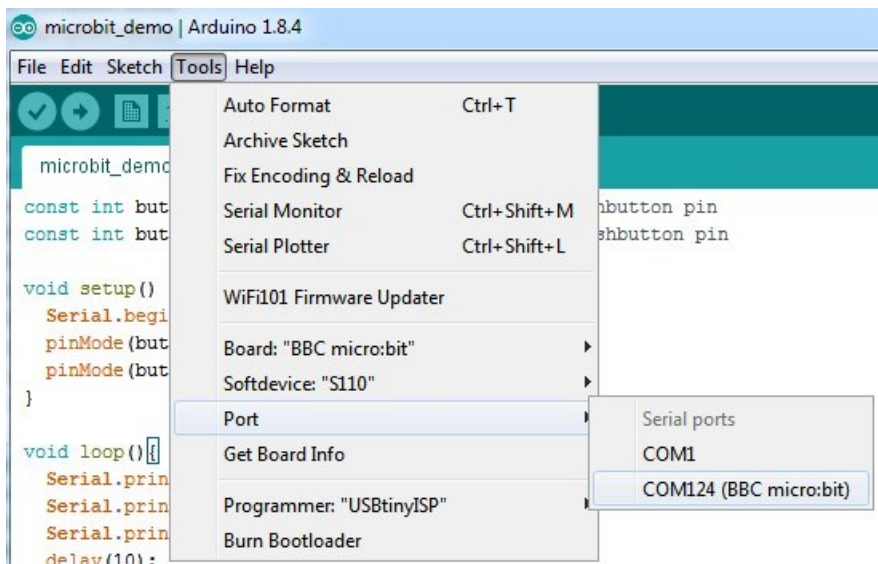 microbit_demo | Arduino 1.8.4
File Edit Sketch Tools Help
Auto Format Ctrl+T
Archive Sketch
microbit_demo
Fix Encoding & Reload
const int but
Serial Monitor Ctrl+Shift+M
pin
button pin
const int but
Serial Plotter Ctrl+Shift+L
hbutton pin
void setup()
WiFi101 Firmware Updater
Serial.begi
pinMode(but
Board: "BBC micro:bit"
pinMode(but
Softdevice: "S110"
}
Port
Serial ports
void loop(){
Get Board Info
COM1
Serial.prin
COM124 (BBC micro:bit)
Serial.prin
Programmer: "USBtinyISP"
Serial.prin
Burn Bootloader
delay(10);